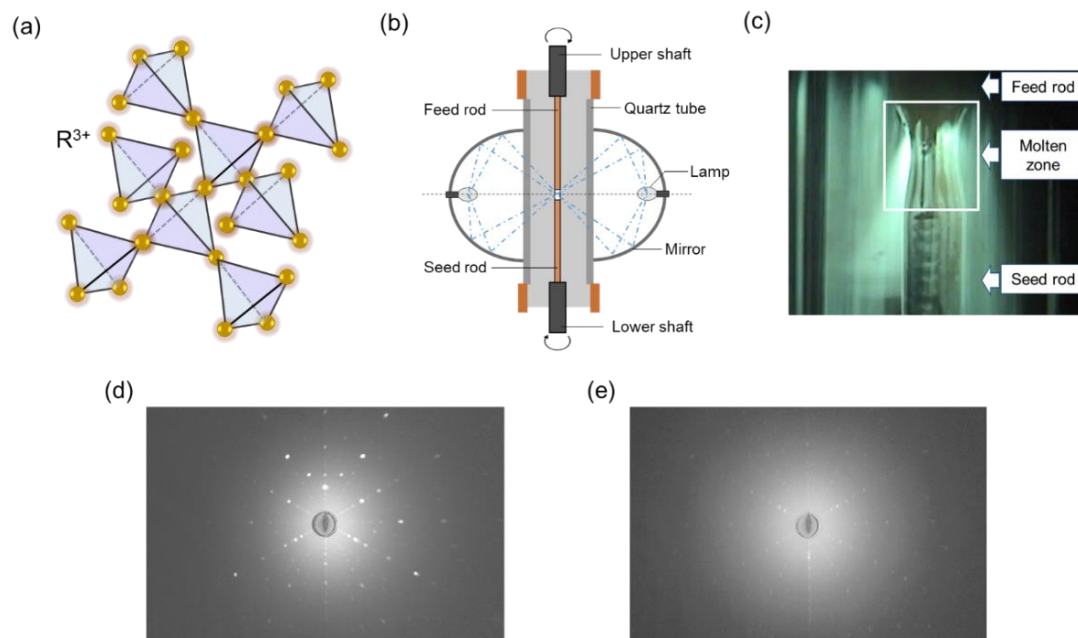 (a)
R³⁺
(b)
Upper shaft
Feed rod
Quartz tube
Lamp
Mirror
Seed rod
Lower shaft
(c)
Feed rod
Molten
zone
Seed rod
(d)
(e)